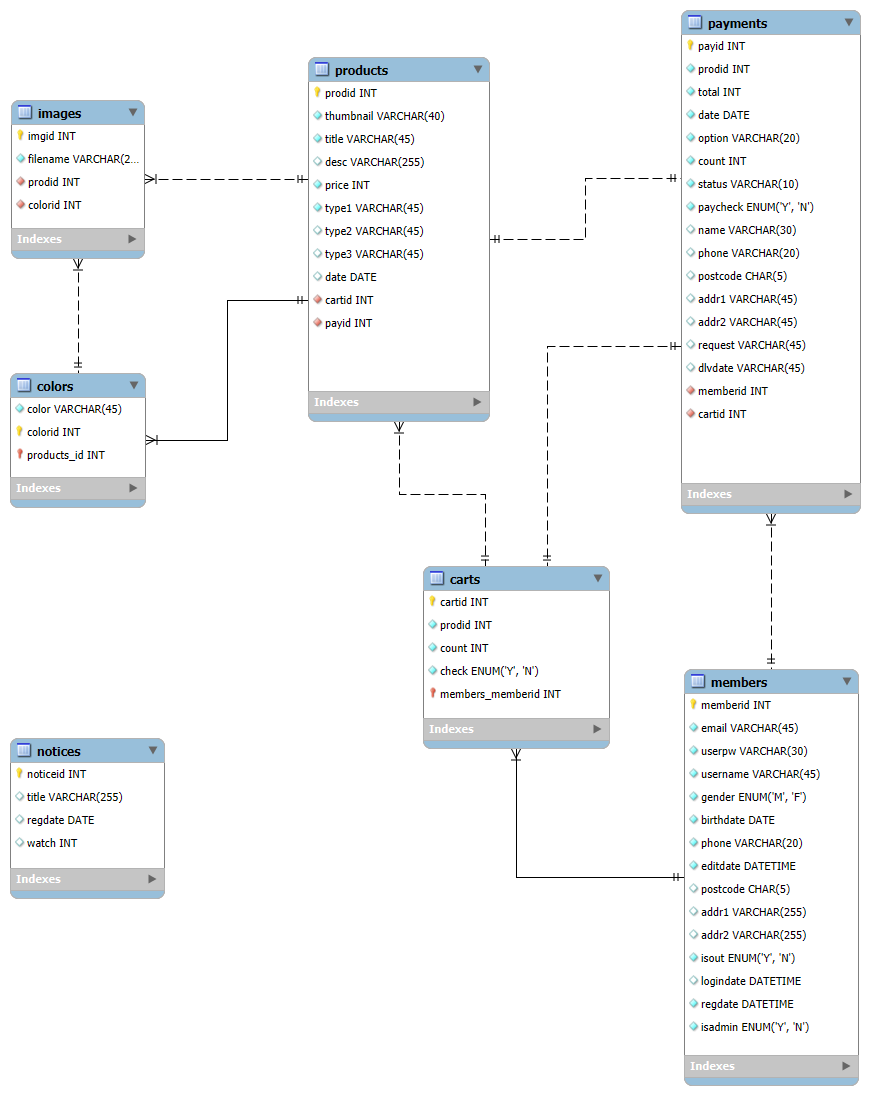 payments
payid INT
prodid INT
total INT
date DATE
option VARCHAR(20)
count INT
status VARCHAR(10)
paycheck ENUM('Y', 'N')
name VARCHAR(30)
phone VARCHAR(20)
postcode CHAR(5)
addr1 VARCHAR(45)
addr2 VARCHAR(45)
request VARCHAR(45)
dlvdate VARCHAR(45)
memberid INT
cartid INT
Indexes
products
prodid INT
thumbnail VARCHAR(40)
title VARCHAR(45)
desc VARCHAR(255)
price INT
type1 VARCHAR(45)
type2 VARCHAR(45)
type3 VARCHAR(45)
date DATE
cartid INT
payid INT
Indexes
images
imgid INT
filename VARCHAR(2...
prodid INT
colorid INT
Indexes
colors
color VARCHAR(45)
colorid INT
products_id INT
Indexes
carts
cartid INT
prodid INT
count INT
check ENUM('Y', 'N')
members_memberid INT
Indexes
members
memberid INT
email VARCHAR(45)
userpw VARCHAR(30)
username VARCHAR(45)
gender ENUM('M', 'F')
birthdate DATE
phone VARCHAR(20)
editdate DATETIME
postcode CHAR(5)
addr1 VARCHAR(255)
addr2 VARCHAR(255)
isout ENUM('Y', 'N')
logindate DATETIME
regdate DATETIME
isadmin ENUM('Y', 'N')
Indexes
notices
noticeid INT
title VARCHAR(255)
regdate DATE
watch INT
Indexes